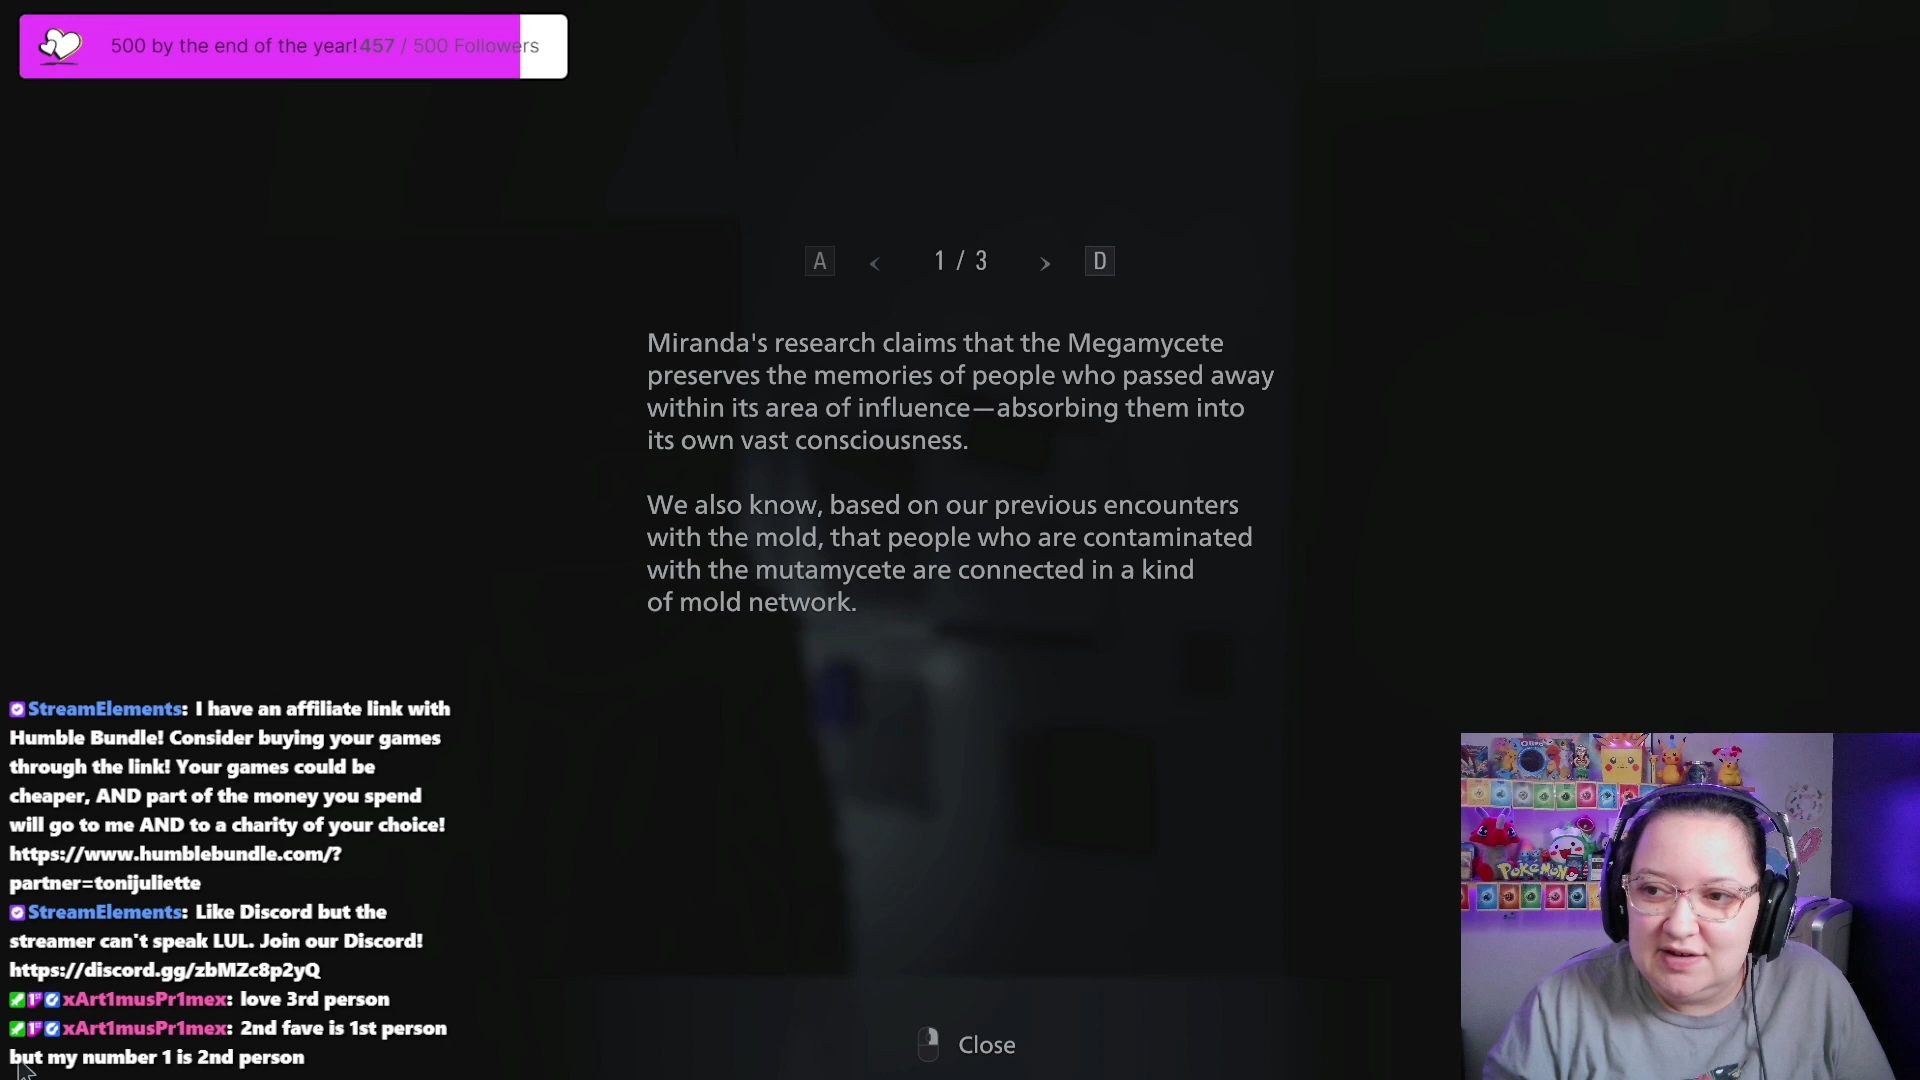 500 by the end of the year!457 / 500 Followers
A < 1 / 3 > D
Miranda's research claims that the Megamycete
preserves the memories of people who passed away
within its area of influence—absorbing them into
its own vast consciousness.
We also know, based on our previous encounters
with the mold, that people who are contaminated
with the mutamycete are connected in a kind
of mold network.
StreamElements: I have an affiliate link with
Humble Bundle! Consider buying your games
through the link! Your games could be
cheaper, AND part of the money you spend
will go to me AND to a charity of your choice!
https://www.humblebundle.com/?
partner=tonijuliette
StreamElements: Like Discord but the
streamer can't speak LUL. Join our Discord!
https://discord.gg/zbMZc8p2yQ
xArt1musPr1mex: love 3rd person
xArt1musPr1mex: 2nd fave is 1st person
but my number 1 is 2nd person
Close
POKéMON